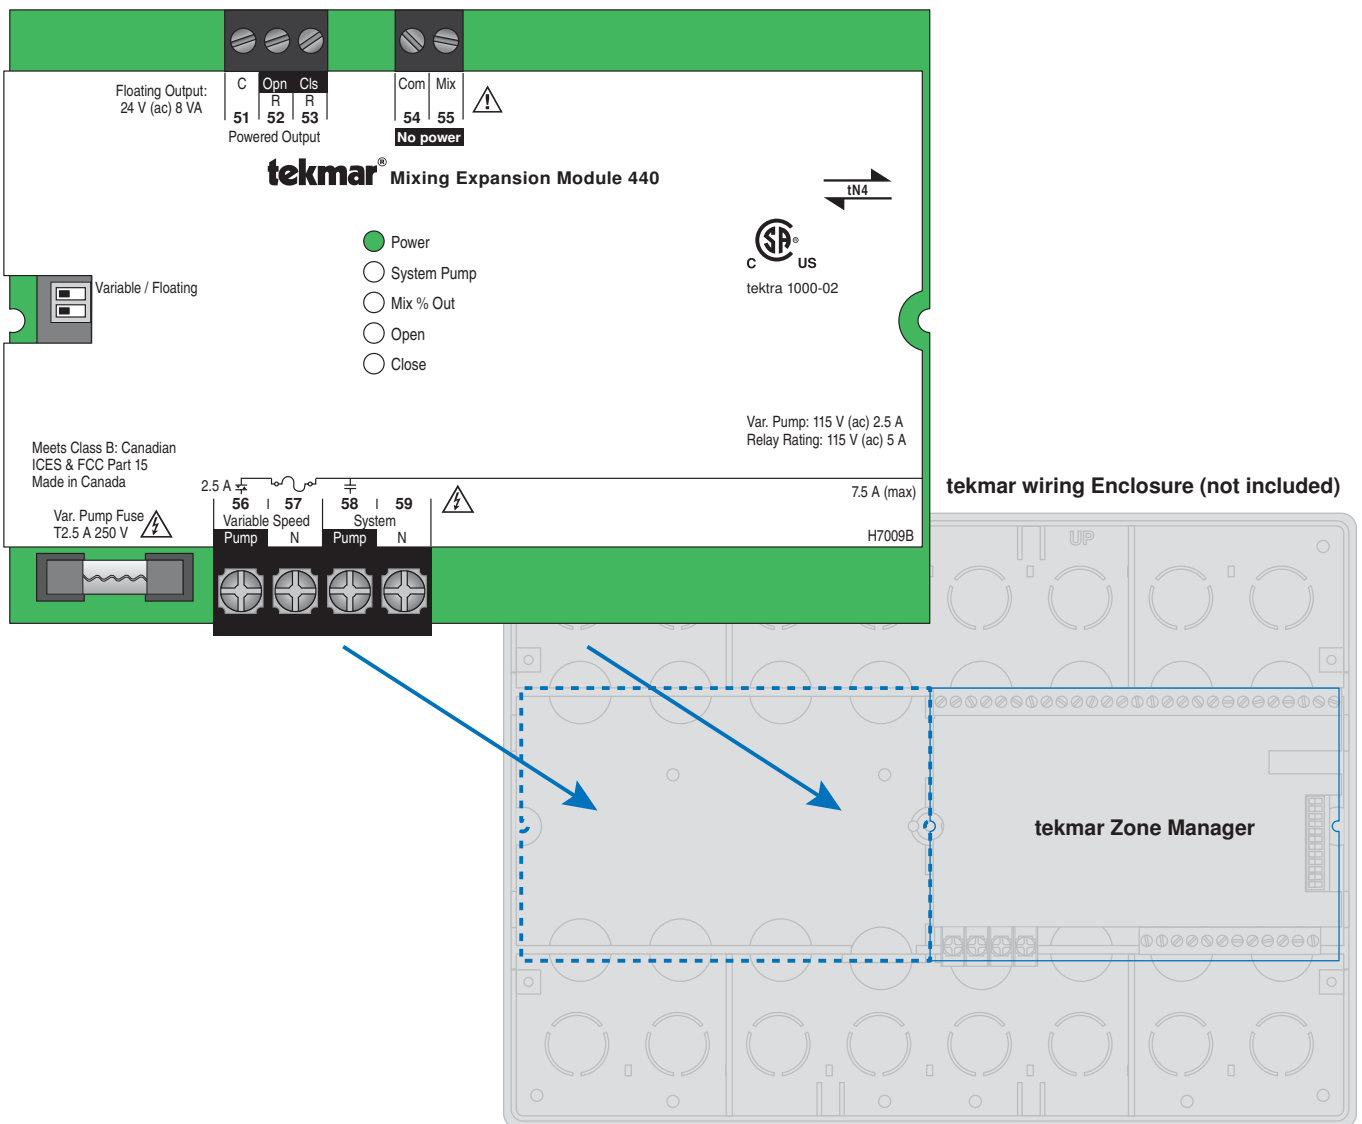 Floating Output:
24 V (ac) 8 VA
C Opn Cls
R R
51 52 53
Powered Output
Com Mix
54 55
No power
tekmar® Mixing Expansion Module 440
tN4
Power
System Pump
Mix % Out
Open
Close
C SA ® US
tektra 1000-02
Variable / Floating
Var. Pump: 115 V (ac) 2.5 A
Relay Rating: 115 V (ac) 5 A
Meets Class B: Canadian
ICES & FCC Part 15
Made in Canada
2.5 A
56 57 58 59
Variable Speed System
Pump N Pump N
7.5 A (max)
Var. Pump Fuse
T2.5 A 250 V
H7009B
tekmar wiring Enclosure (not included)
UP
tekmar Zone Manager